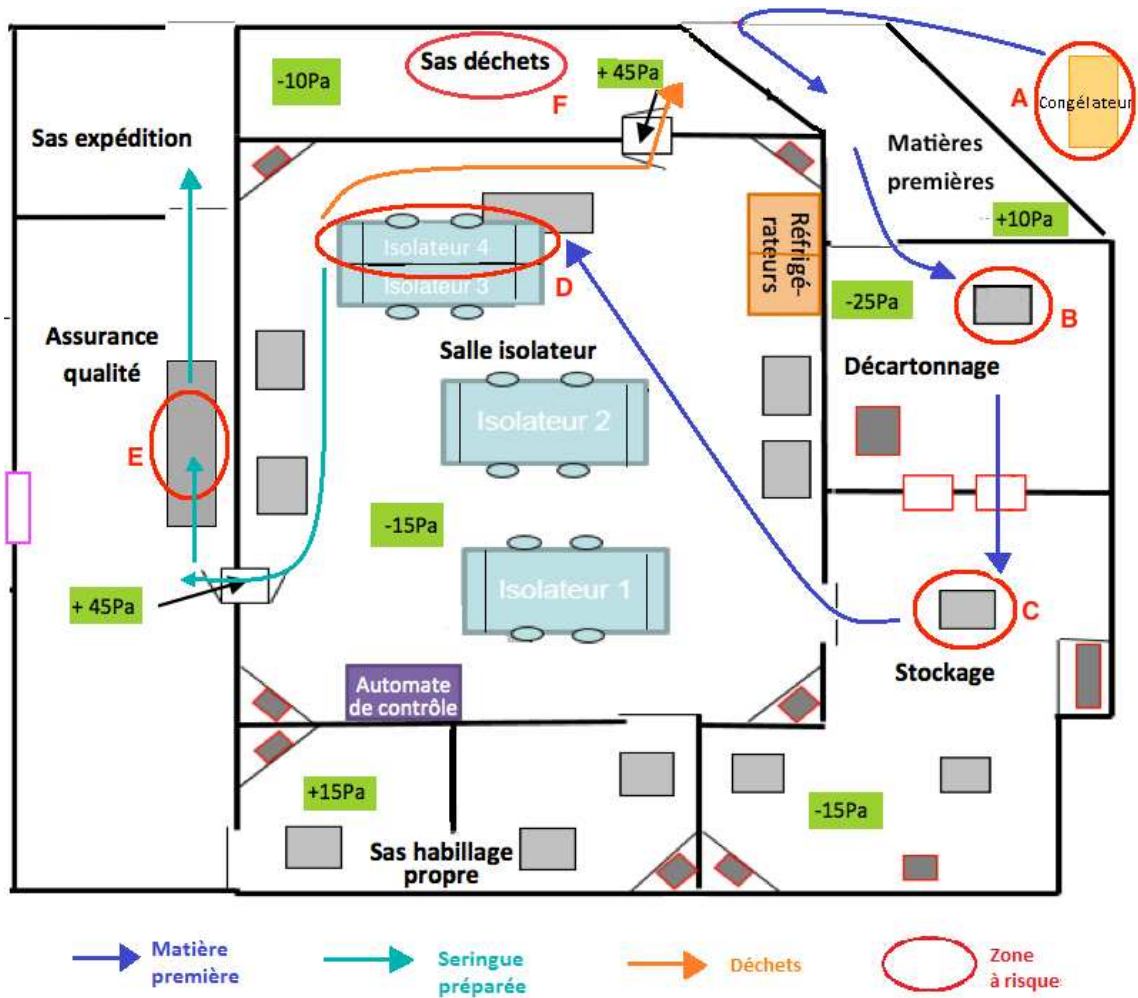 -10Pa
Sas déchets
F
+ 45Pa
A
Congélateur
Sas expédition
Matières
premières
+10Pa
Réfrigé-
rateurs
Isolateur 4
Isolateur 3
D
-25Pa
B
Assurance
qualité
Salle isolateur
Décartonnage
Isolateur 2
E
-15Pa
Isolateur 1
+ 45Pa
C
Stockage
Automate
de contrôle
+15Pa
-15Pa
Sas habillage
propre
Matière
première
Seringue
préparée
Déchets
Zone
à risque